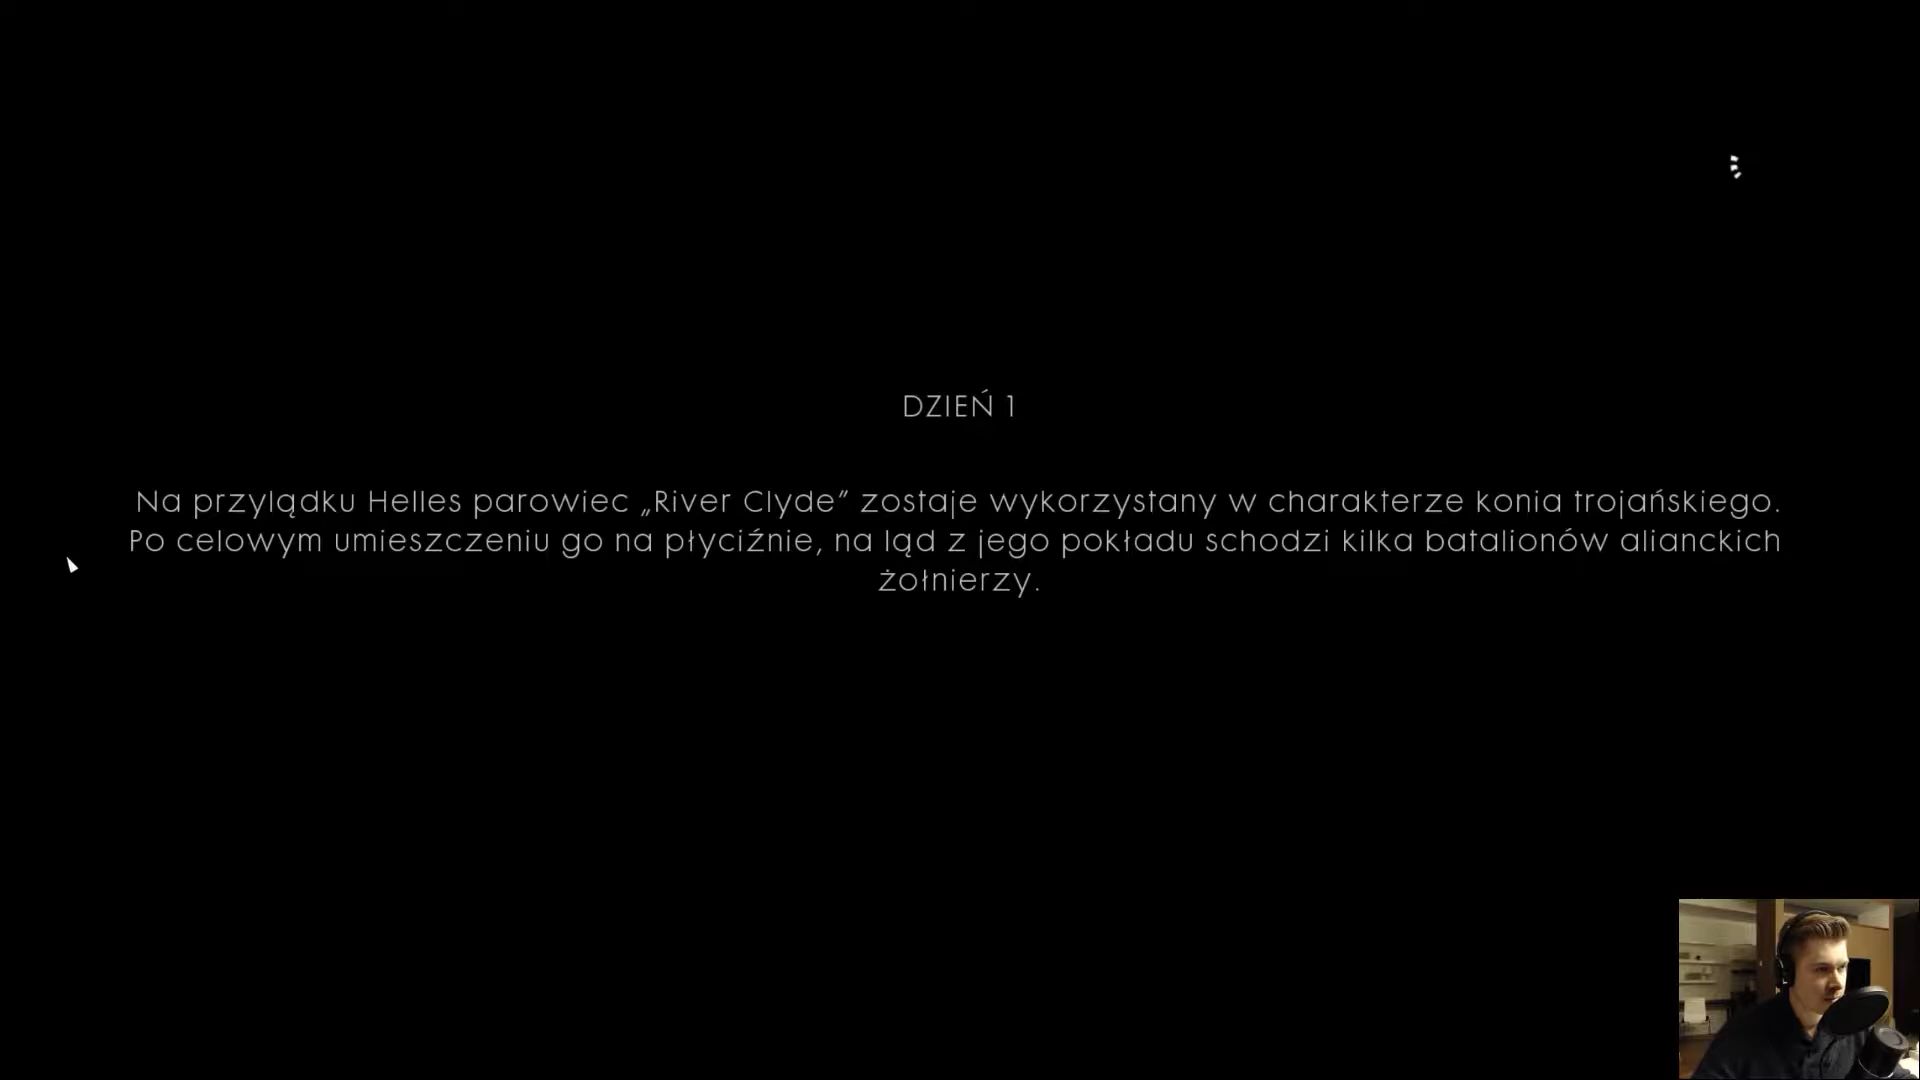 DZIEŃ 1
Na przylądku Helles parowiec „River Clyde” zostaje wykorzystany w charakterze konia trojańskiego.
Po celowym umieszczeniu go na płyciźnie, na ląd z jego pokładu schodzi kilka batalionów alianckich
żołnierzy.